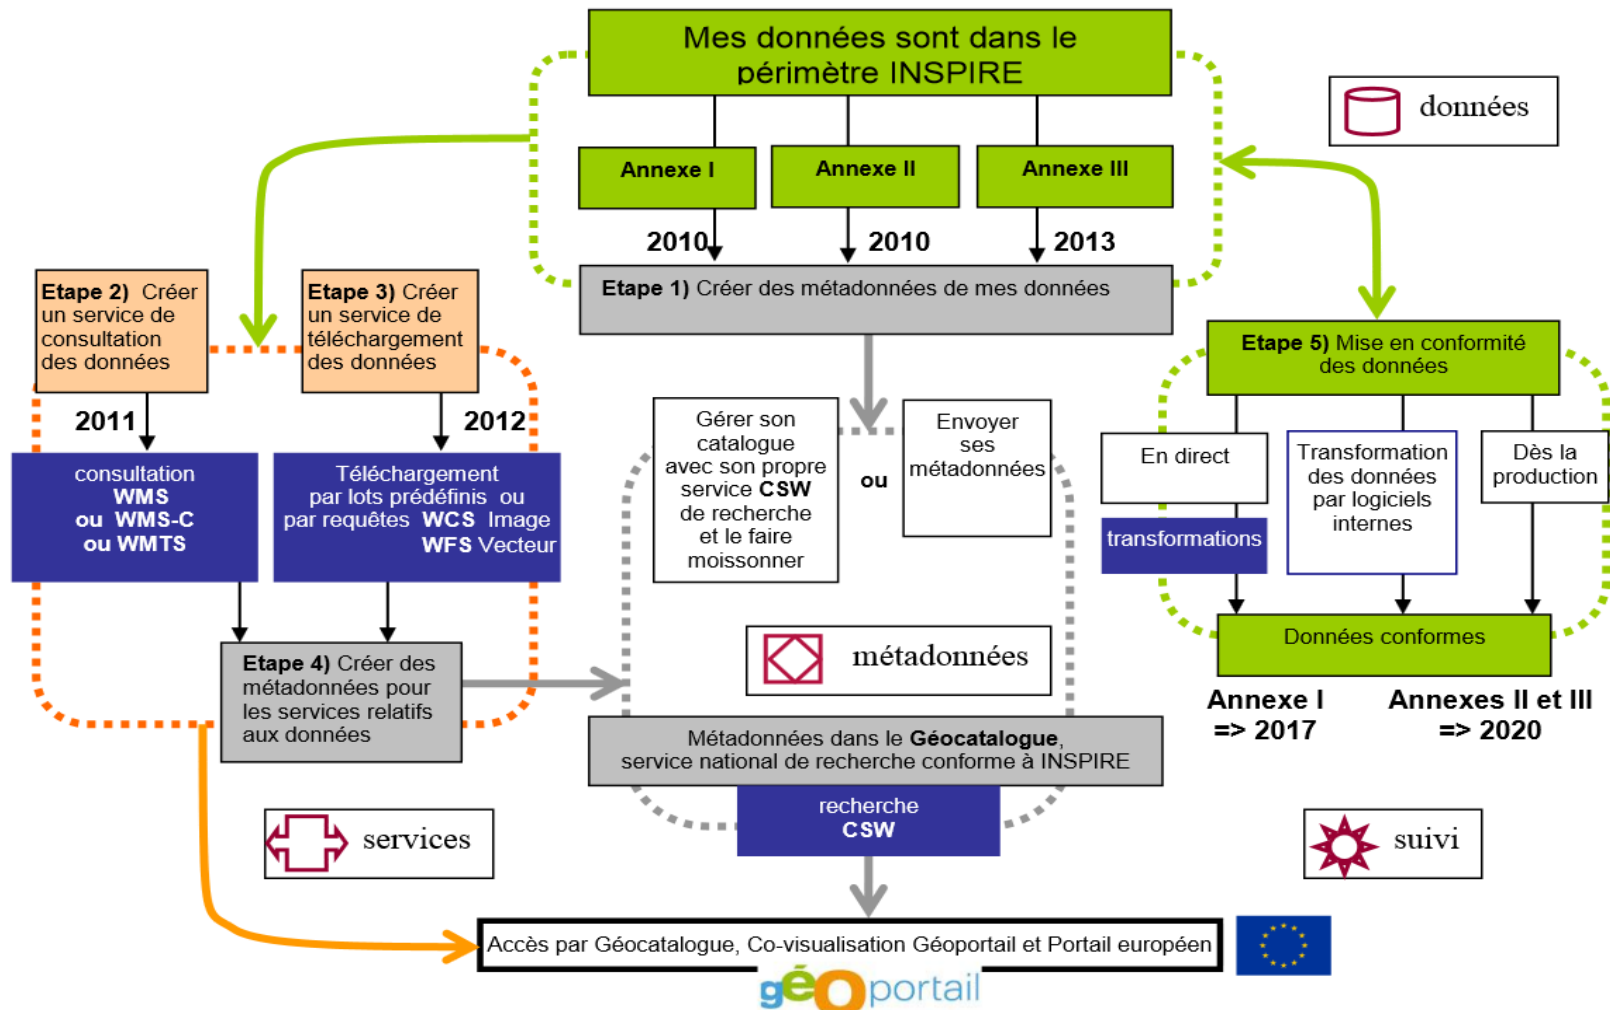 Mes données sont dans le
périmètre INSPIRE
données
Annexe I
Annexe II
Annexe III
2010
2010
2013
Etape 1) Créer des métadonnées de mes données
Etape 2) Créer
un service de
consultation
des données
Etape 3) Créer
un service de
téléchargement
des données
2011
2012
consultation
WMS
ou WMS-C
ou WMTS
Téléchargement
par lots prédéfinis ou
par requêtes WCS Image
WFS Vecteur
Etape 4) Créer des
métadonnées pour
les services relatifs
aux données
Gérer son
catalogue
avec son propre
service CSW
de recherche
et le faire
moissonner
ou
Envoyer
ses
métadonnées
métadonnées
Métadonnées dans le Géocatalogue,
service national de recherche conforme à INSPIRE
recherche
CSW
Etape 5) Mise en conformité
des données
En direct
transformations
Transformation
des données
par logiciels
internes
Dès la
production
Données conformes
Annexe I
=> 2017
Annexes II et III
=> 2020
services
suivi
Accès par Géocatalogue, Co-visualisation Géoportail et Portail européen
géoportail